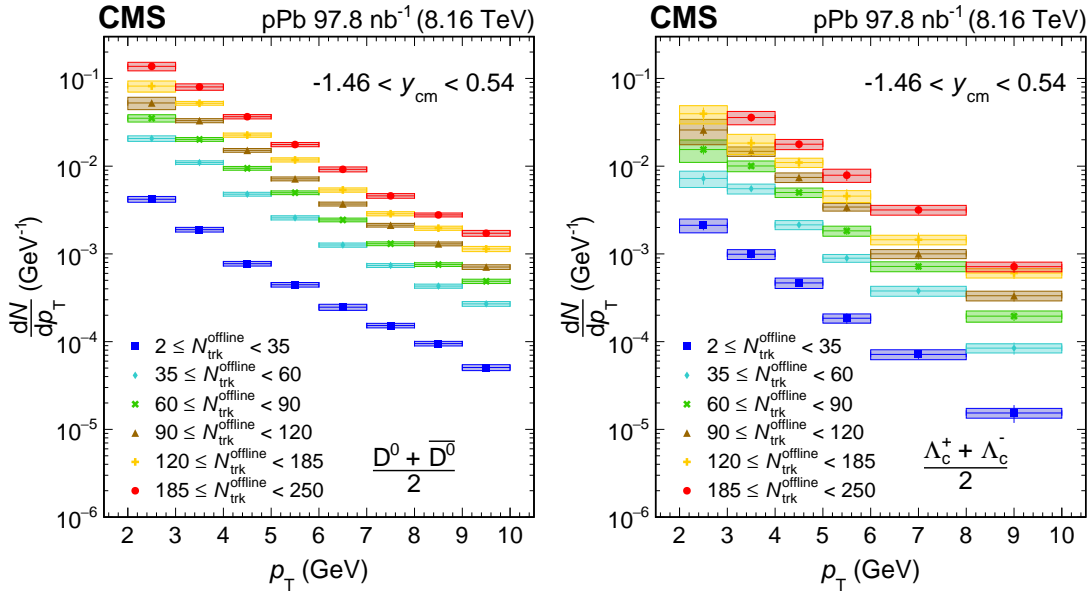 CMS
pPb 97.8 nb⁻¹ (8.16 TeV)
-1.46 < y_cm < 0.54
10⁻¹
10⁻²
10⁻³
10⁻⁴
10⁻⁵
10⁻⁶
dN/dp_T (GeV⁻¹)
2 ≤ N_trk^offline < 35
35 ≤ N_trk^offline < 60
60 ≤ N_trk^offline < 90
90 ≤ N_trk^offline < 120
120 ≤ N_trk^offline < 185
185 ≤ N_trk^offline < 250
D⁰ + D̅⁰
2
2 3 4 5 6 7 8 9 10
p_T (GeV)
CMS
pPb 97.8 nb⁻¹ (8.16 TeV)
-1.46 < y_cm < 0.54
10⁻¹
10⁻²
10⁻³
10⁻⁴
10⁻⁵
10⁻⁶
dN/dp_T (GeV⁻¹)
2 ≤ N_trk^offline < 35
35 ≤ N_trk^offline < 60
60 ≤ N_trk^offline < 90
90 ≤ N_trk^offline < 120
120 ≤ N_trk^offline < 185
185 ≤ N_trk^offline < 250
Λ_c⁺ + Λ_c⁻
2
2 3 4 5 6 7 8 9 10
p_T (GeV)